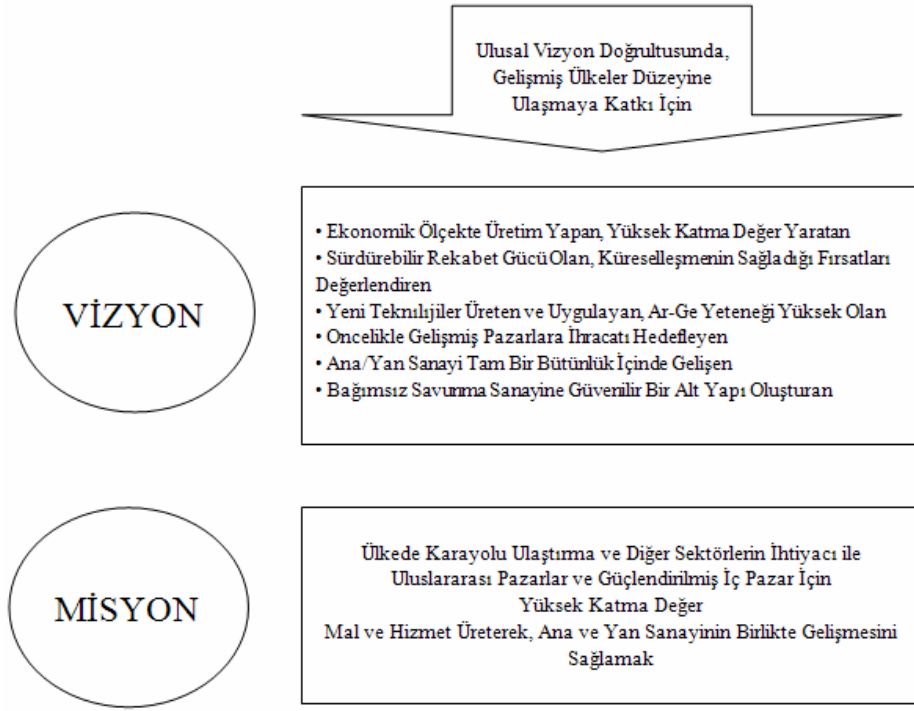 Ulusal Vizyon Doğrultusunda,
Gelişmiş Ülkeler Düzeyine
Ulaşmaya Katkı İçin
VİZYON
• Ekonomik Ölçekte Üretim Yapan, Yüksek Katma Değer Yaratan
• Sürdürebilir Rekabet Gücü Olan, Küreselleşmenin Sağladığı Fırsatları
Değerlendiren
• Yeni Teknılıjiler Üreten ve Uygulayan, Ar-Ge Yeteneği Yüksek Olan
• Oncelikle Gelişmiş Pazarlara İhracatı Hedefleyen
• Ana/Yan Sanayi Tam Bir Bütünlük İçinde Gelişen
• Bağımsız Savunma Sanayine Güvenilir Bir Alt Yapı Oluşturan
MİSYON
Ülkede Karayolu Ulaştırma ve Diğer Sektörlerin İhtiyacı ile
Uluslararası Pazarlar ve Güçlendirilmiş İç Pazar İçin
Yüksek Katma Değer
Mal ve Hizmet Üreterek, Ana ve Yan Sanayinin Birlikte Gelişmesini
Sağlamak